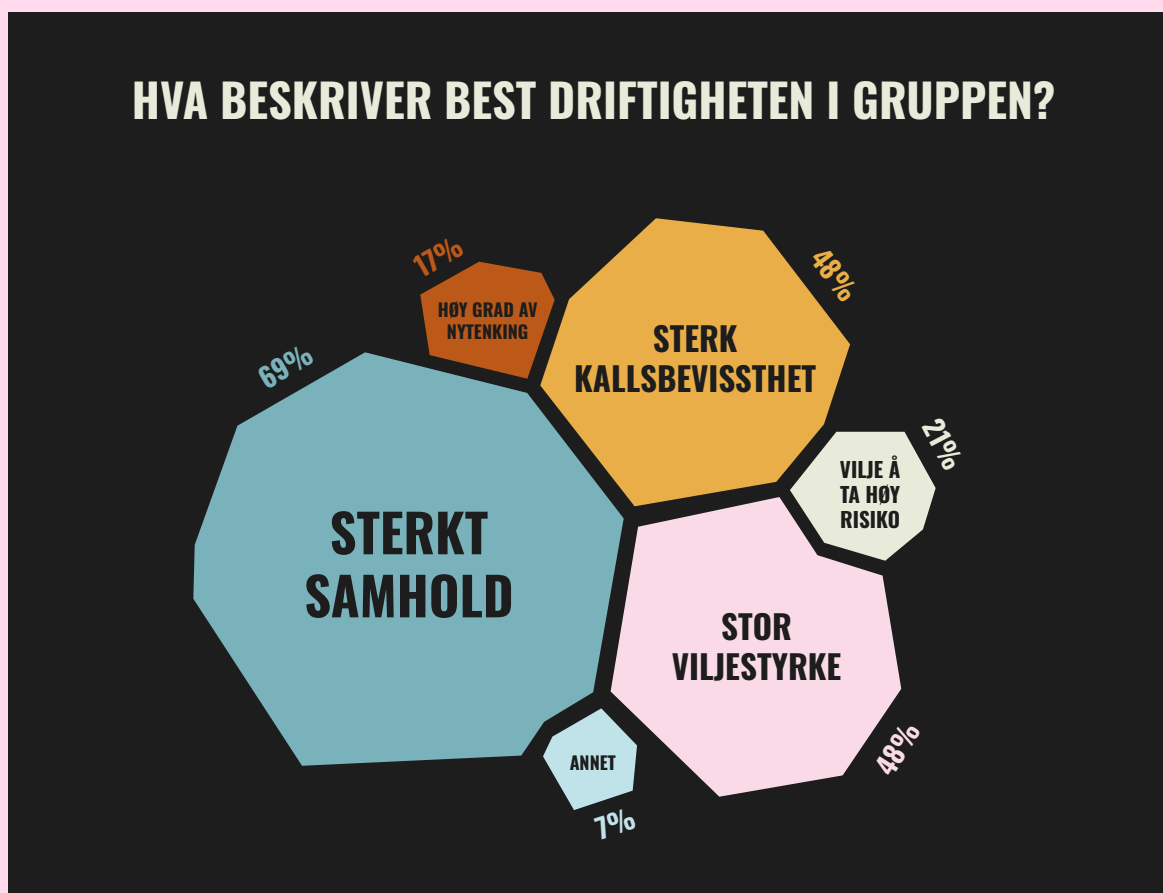 HVA BESKRIVER BEST DRIFTIGHETEN I GRUPPEN?
17%
HØY GRAD AV
NYTENKING
48%
STERK
KALLSBEVISSTHET
69%
STERKT
SAMHOLD
21%
VILJE Å
TA HØY
RISIKO
STOR
VILJESTYRKE
48%
ANNET
7%